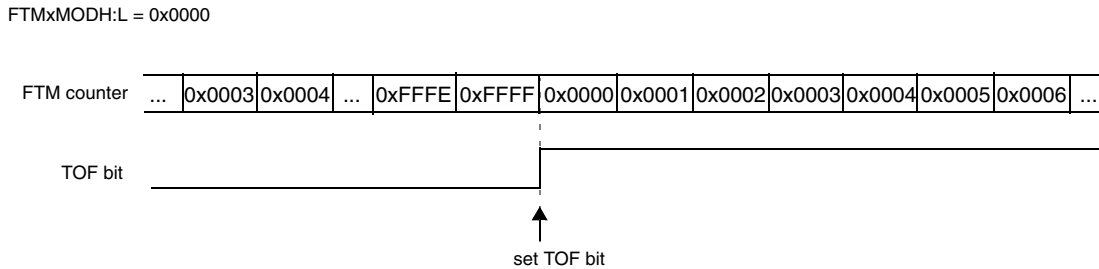 FTMxMODH:L = 0x0000
FTM counter ... 0x0003 0x0004 ... 0xFFFE 0xFFFF 0x0000 0x0001 0x0002 0x0003 0x0004 0x0005 0x0006 ...
TOF bit
set TOF bit